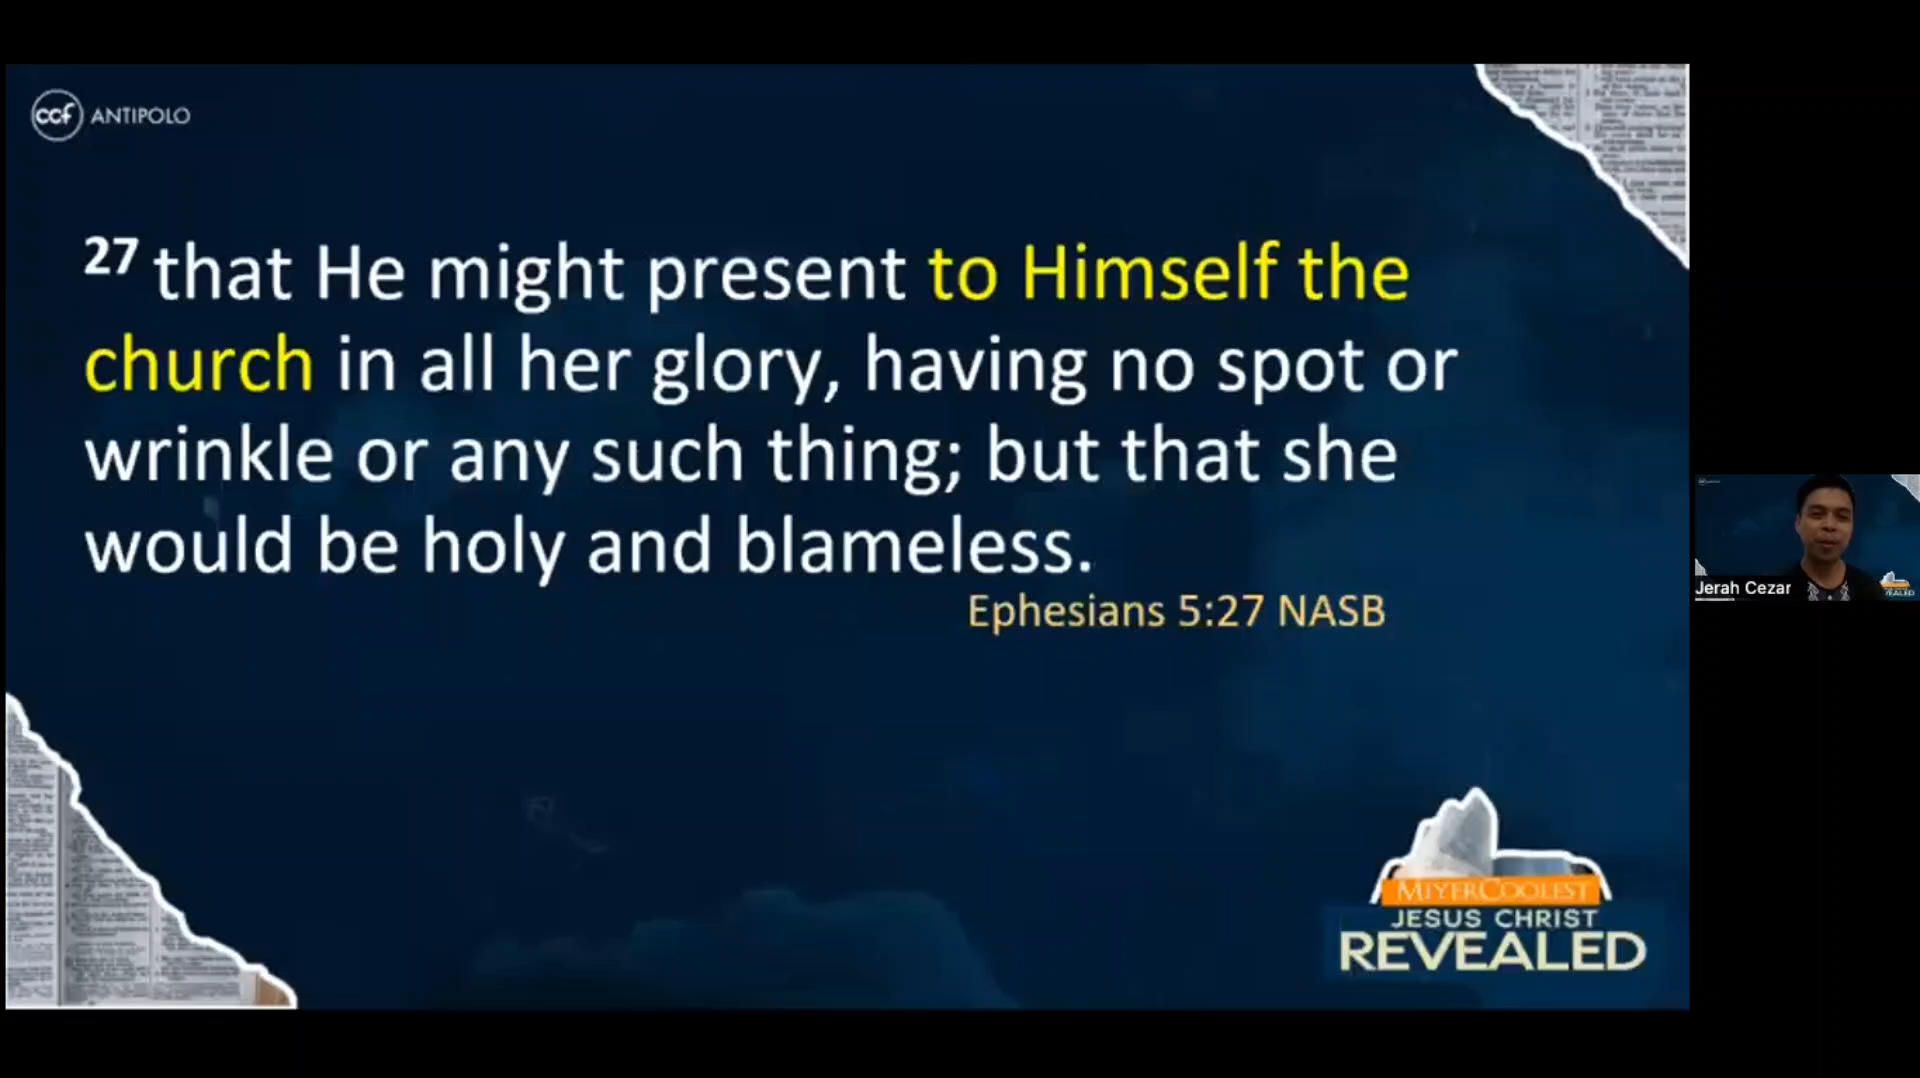 ccf ANTIPOLO
27 that He might present to Himself the
church in all her glory, having no spot or
wrinkle or any such thing; but that she
would be holy and blameless.
Ephesians 5:27 NASB
Jerah Cezar
MIYERCOOLEST
JESUS CHRIST
REVEALED